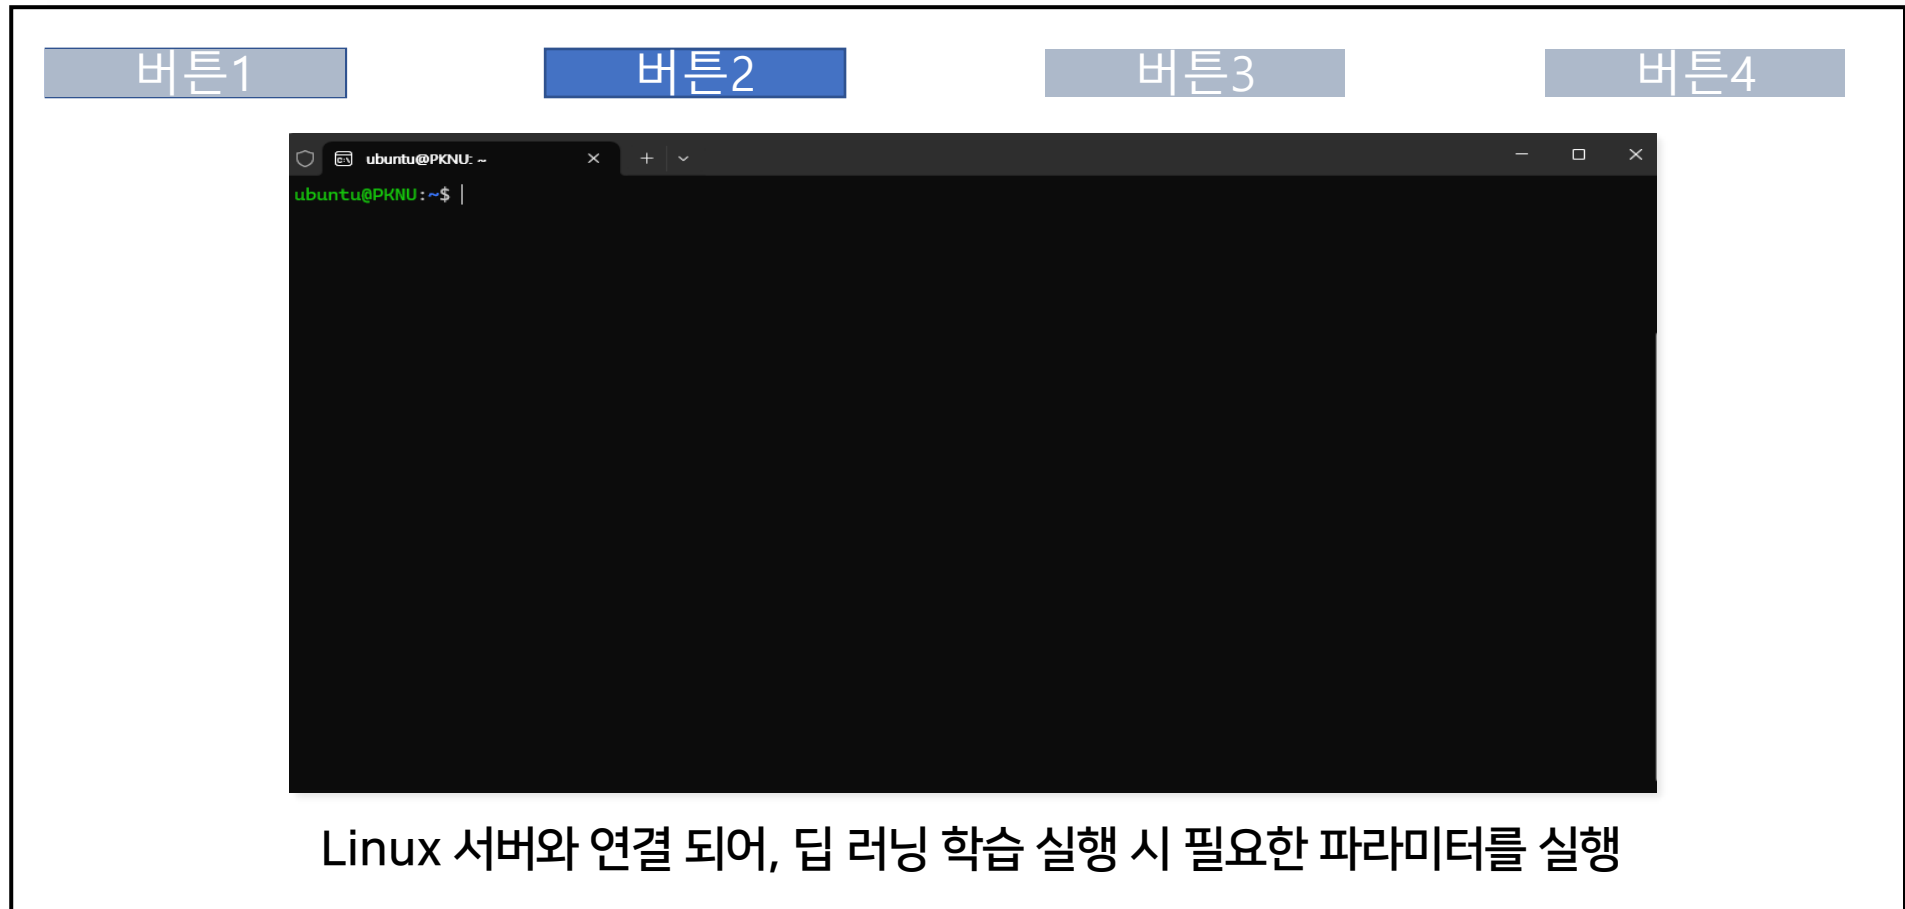 버튼1 버튼2 버튼3 버튼4
ubuntu@PKNU: ~
ubuntu@PKNU:~$
Linux 서버와 연결 되어, 딥 러닝 학습 실행 시 필요한 파라미터를 실행